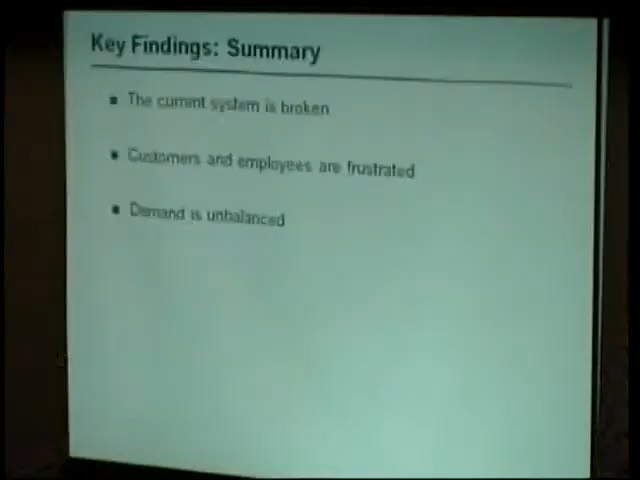 Key Findings: Summary
The current system is broken
Customers and employees are frustrated
Demand is unbalanced